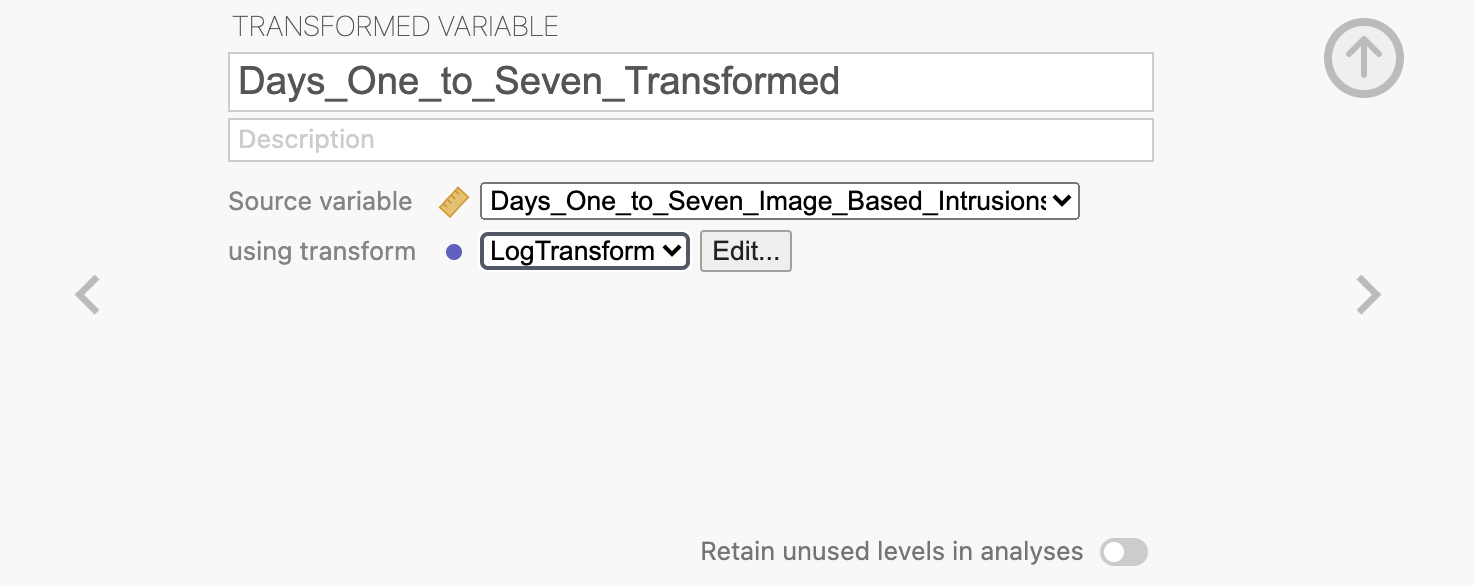 TRANSFORMED VARIABLE
Days_One_to_Seven_Transformed
Description
Source variable Days_One_to_Seven_Image_Based_Intrusions
using transform LogTransform Edit...
Retain unused levels in analyses